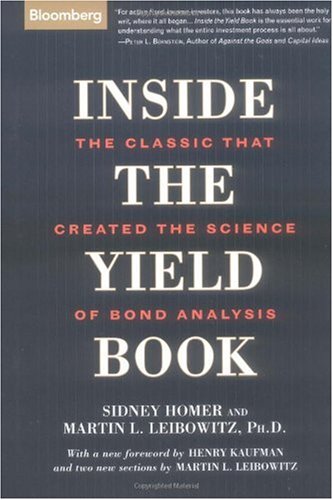 Bloomberg
"For active fixed-income investors, this book has always been the holy
writ, where it all began. ... Inside the Yield Book is the essential work for
understanding what the entire investment process is all about."
—PETER L. BERNSTEIN, Author of Against the Gods and Capital Ideas
INSIDE
THE CLASSIC THAT
THE
CREATED THE SCIENCE
YIELD
OF BOND ANALYSIS
BOOK
SIDNEY HOMER AND
MARTIN L. LEIBOWITZ, PH.D.
With a new foreword by HENRY KAUFMAN
and two new sections by MARTIN L. LEIBOWITZ